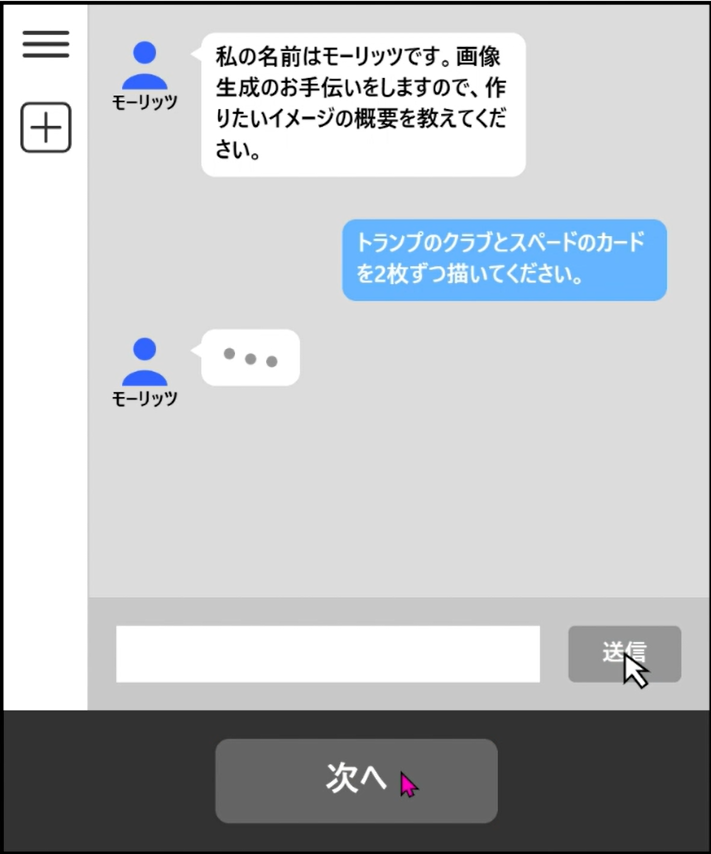 モーリッツ
私の名前はモーリッツです。画像
生成のお手伝いをしますので、作
りたいイメージの概要を教えてくだ
さい。
トランプのクラブとスペードのカード
を2枚ずつ描いてください。
モーリッツ
送信
次へ